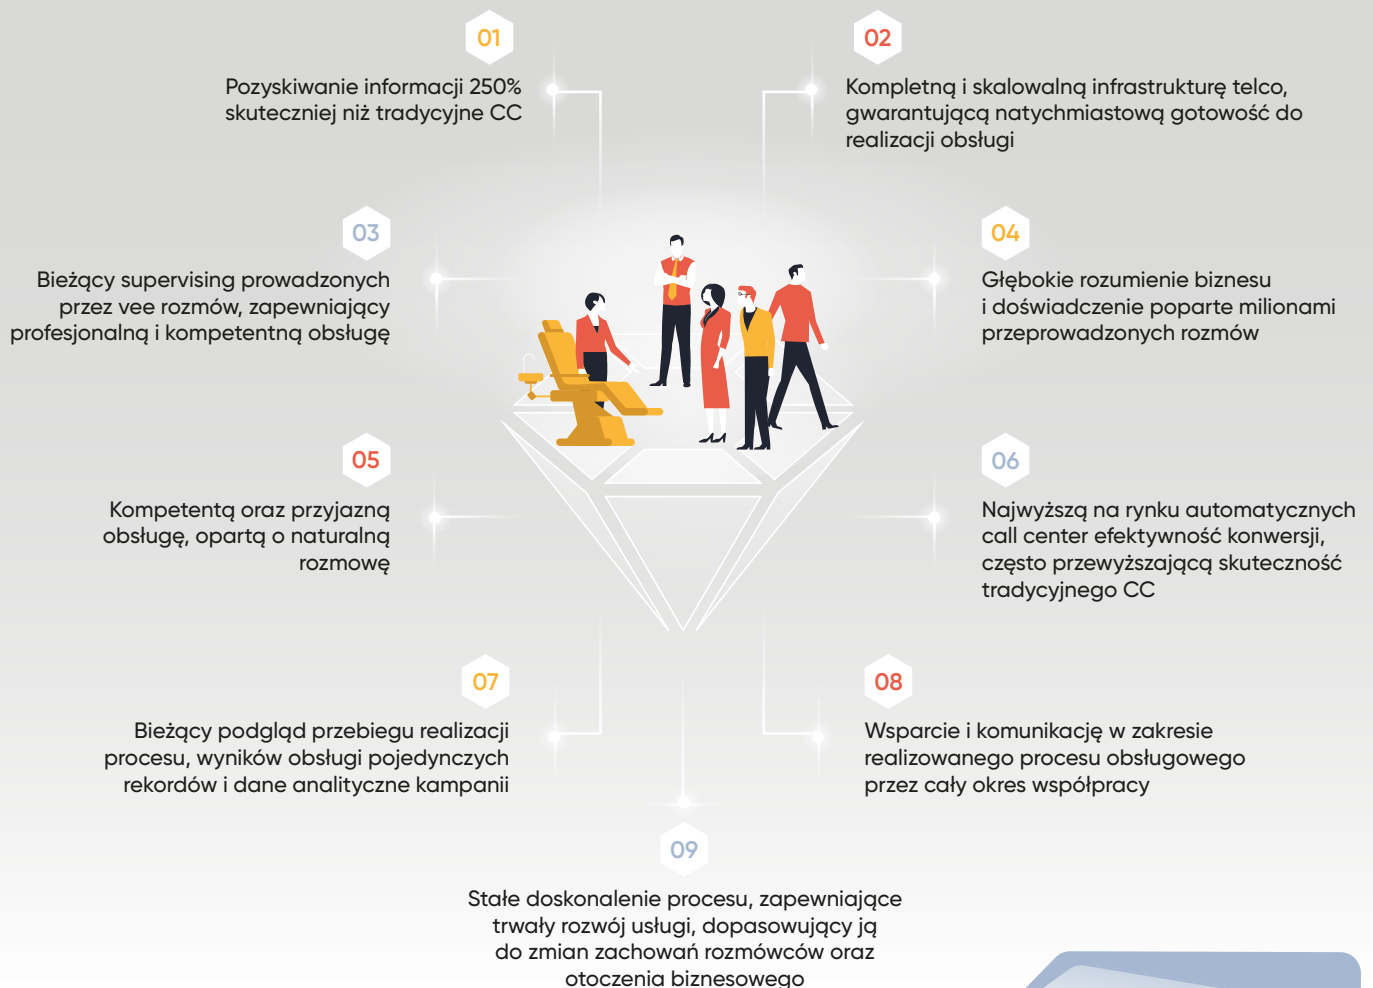 01
Pozyskiwanie informacji 250%
skuteczniej niż tradycyjne CC
02
Kompletną i skalowalną infrastrukturę telco,
gwarantującą natychmiastową gotowość do
realizacji obsługi
03
Bieżący supervising prowadzonych
przez vee rozmów, zapewniający
profesjonalną i kompetentną obsługę
04
Głębokie rozumienie biznesu
i doświadczenie poparte milionami
przeprowadzonych rozmów
05
Kompetentą oraz przyjazną
obsługę, opartą o naturalną
rozmowę
06
Najwyższą na rynku automatycznych
call center efektywność konwersji,
często przewyższającą skuteczność
tradycyjnego CC
07
Bieżący podgląd przebiegu realizacji
procesu, wyników obsługi pojedynczych
rekordów i dane analityczne kampanii
08
Wsparcie i komunikację w zakresie
realizowanego procesu obsługowego
przez cały okres współpracy
09
Stałe doskonalenie procesu, zapewniające
trwały rozwój usługi, dopasowujący ją
do zmian zachowań rozmówców oraz
otoczenia biznesowego